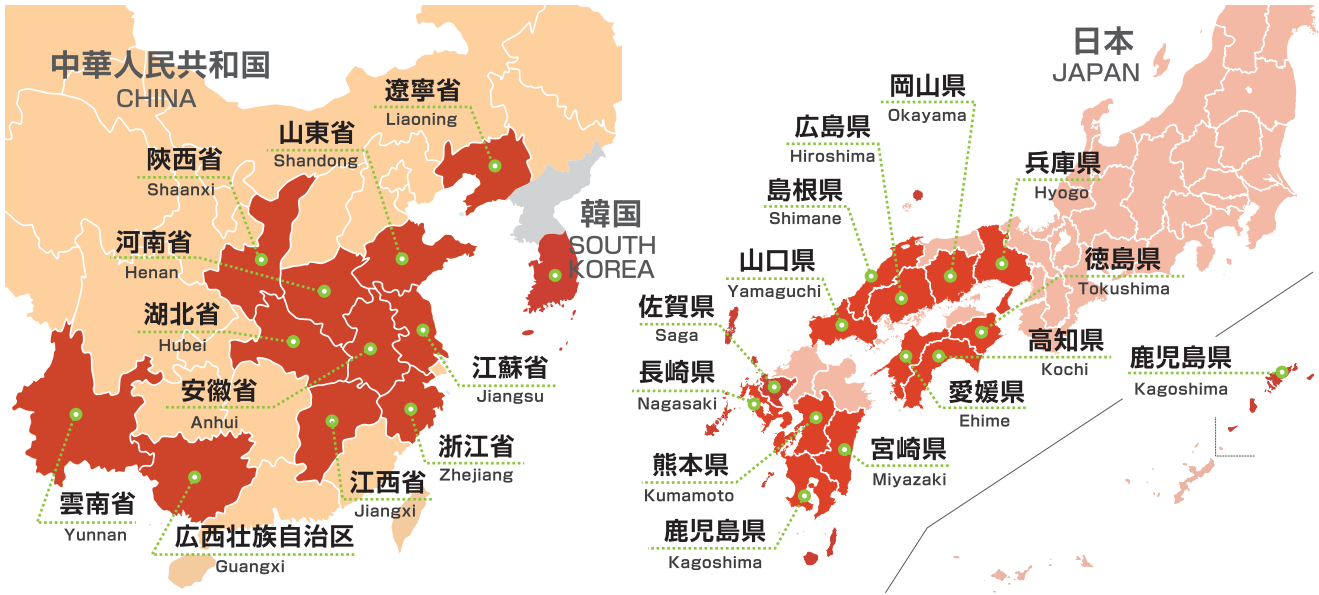 中華人民共和国
CHINA
遼寧省
Liaoning
山東省
Shandong
陝西省
Shaanxi
河南省
Henan
湖北省
Hubei
安徽省
Anhui
江蘇省
Jiangsu
浙江省
Zhejiang
江西省
Jiangxi
雲南省
Yunnan
広西壮族自治区
Guangxi
韓国
SOUTH
KOREA
日本
JAPAN
岡山県
Okayama
広島県
Hiroshima
兵庫県
Hyogo
島根県
Shimane
山口県
Yamaguchi
徳島県
Tokushima
佐賀県
Saga
高知県
Kochi
鹿児島県
Kagoshima
長崎県
Nagasaki
愛媛県
Ehime
宮崎県
Miyazaki
熊本県
Kumamoto
鹿児島県
Kagoshima